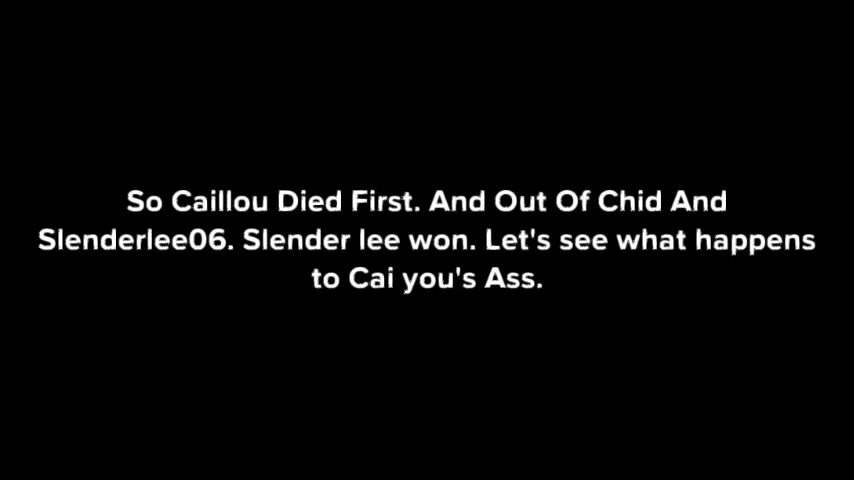 So Caillou Died First. And Out Of Chid And
Slenderlee06. Slender lee won. Let's see what happens
to Cai you's Ass.